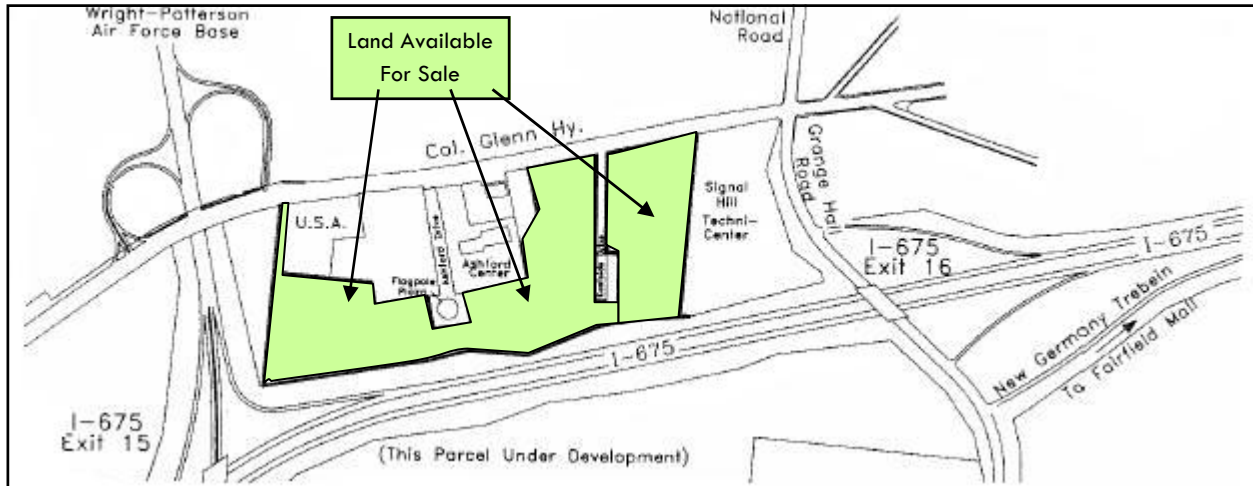 Wright-Patterson
Air Force Base
National
Road
Land Available
For Sale
Col. Glenn Hy.
Grange Hall
Road
U.S.A.
Ashford Drive
Ashford
Center
Flagpole
Plaza
Signal
Hill
Techni-
Center
I-675
Exit 16
I-675
I-675
New Germany Trebein
To Fairfield Mall
I-675
Exit 15
(This Parcel Under Development)